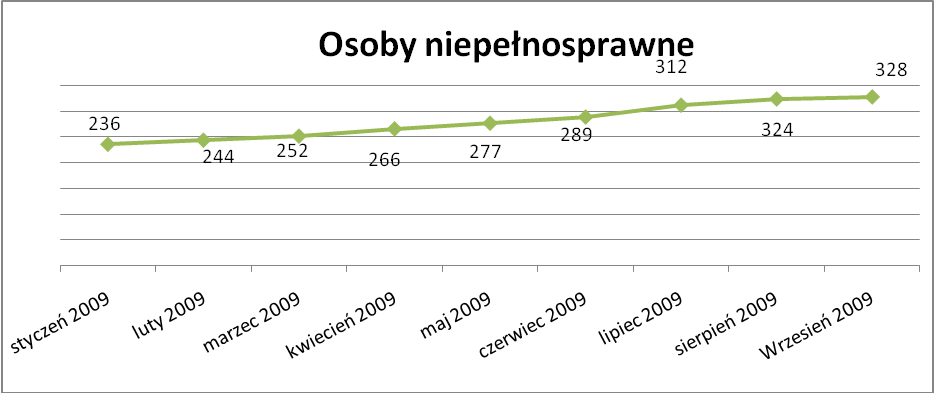 Osoby niepełnosprawne
236
244
252
266
277
289
312
324
328
styczeń 2009
luty 2009
marzec 2009
kwiecień 2009
maj 2009
czerwiec 2009
lipiec 2009
sierpień 2009
Wrzesień 2009